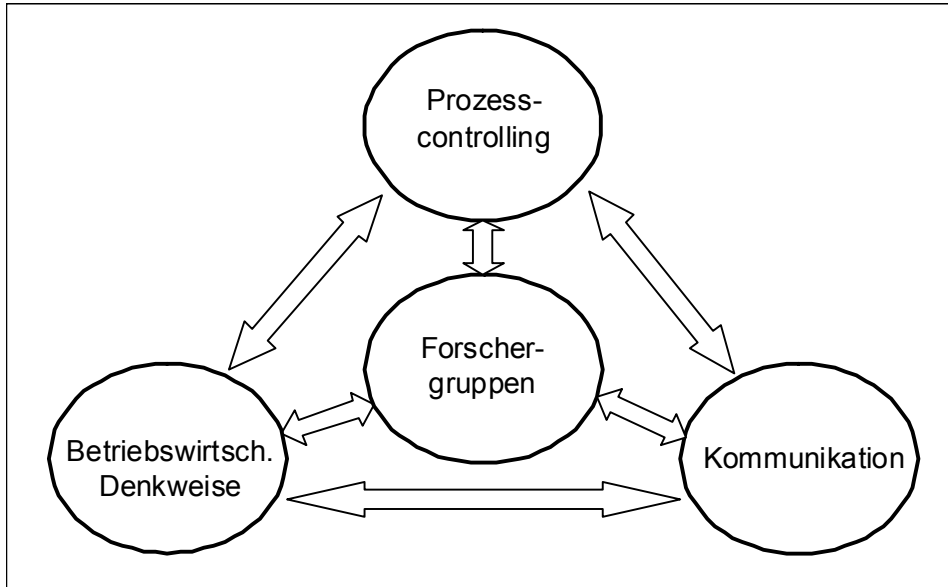 Prozess-
controlling
Forscher-
gruppen
Betriebswirtsch.
Denkweise
Kommunikation